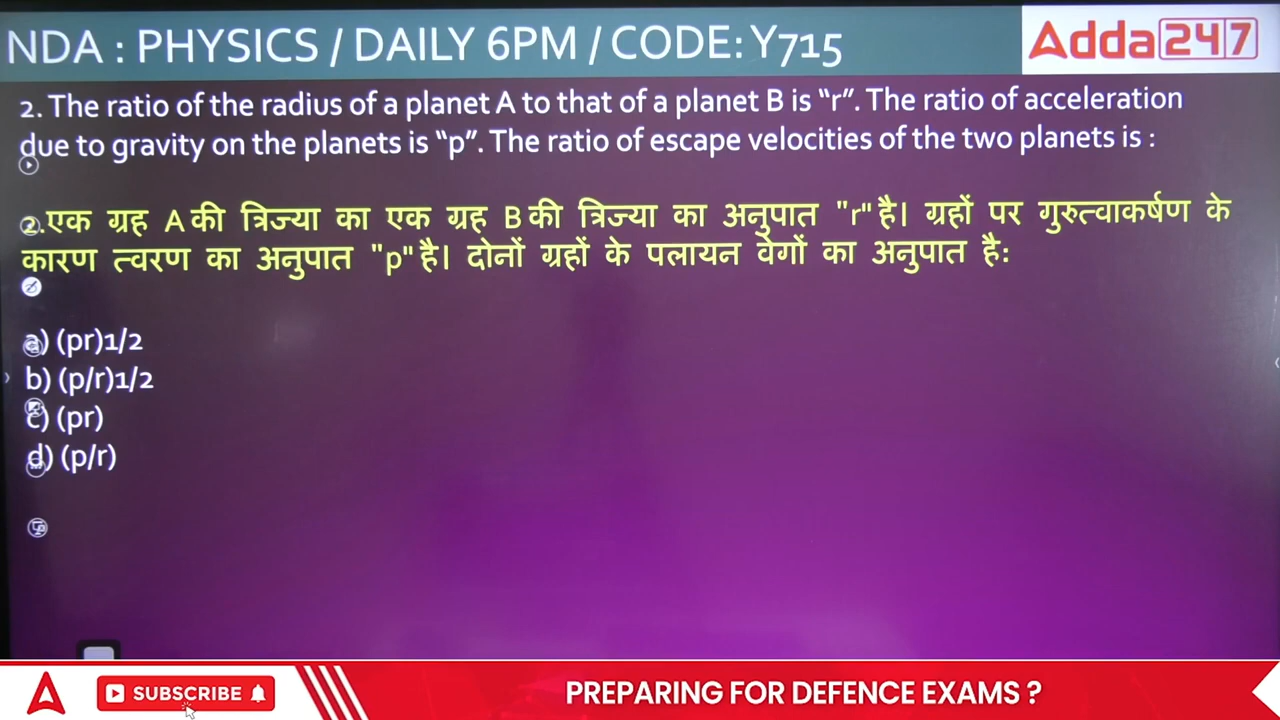 NDA : PHYSICS / DAILY 6PM / CODE: Y715
Adda247
2. The ratio of the radius of a planet A to that of a planet B is “r”. The ratio of acceleration
due to gravity on the planets is “p”. The ratio of escape velocities of the two planets is :
2.एक ग्रह A की त्रिज्या का एक ग्रह B की त्रिज्या का अनुपात "r" है। ग्रहों पर गुरुत्वाकर्षण के
कारण त्वरण का अनुपात "p" है। दोनों ग्रहों के पलायन वेगों का अनुपात है:
a) (pr)1/2
b) (p/r)1/2
c) (pr)
d) (p/r)
SUBSCRIBE
PREPARING FOR DEFENCE EXAMS ?